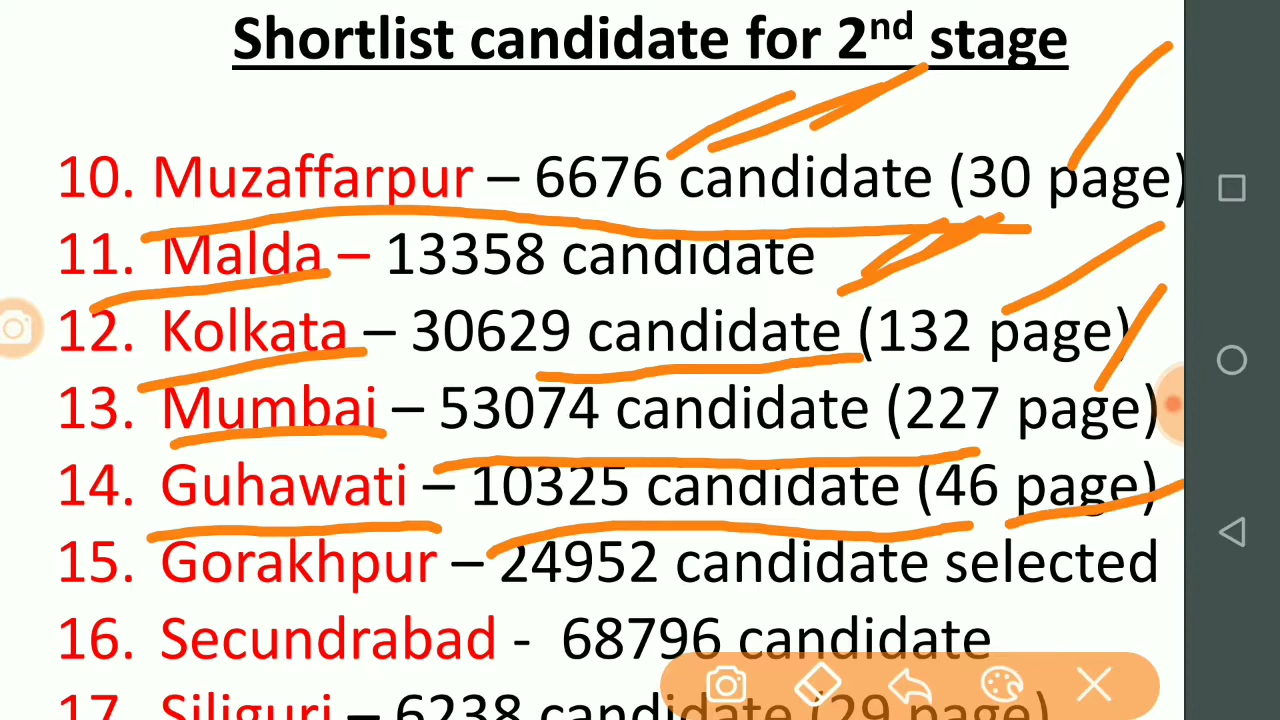 Shortlist candidate for 2nd stage
10. Muzaffarpur – 6676 candidate (30 page)
11. Malda – 13358 candidate
12. Kolkata – 30629 candidate (132 page)
13. Mumbai – 53074 candidate (227 page)
14. Guhawati – 10325 candidate (46 page)
15. Gorakhpur – 24952 candidate selected
16. Secundrabad - 68796 candidate
17. Siliguri – 6238 candidate (29 page)